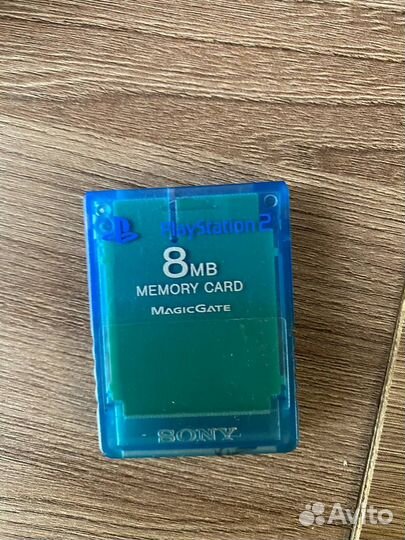 PlayStation 2
8MB
MEMORY CARD
MAGICGATE
SONY
Avito